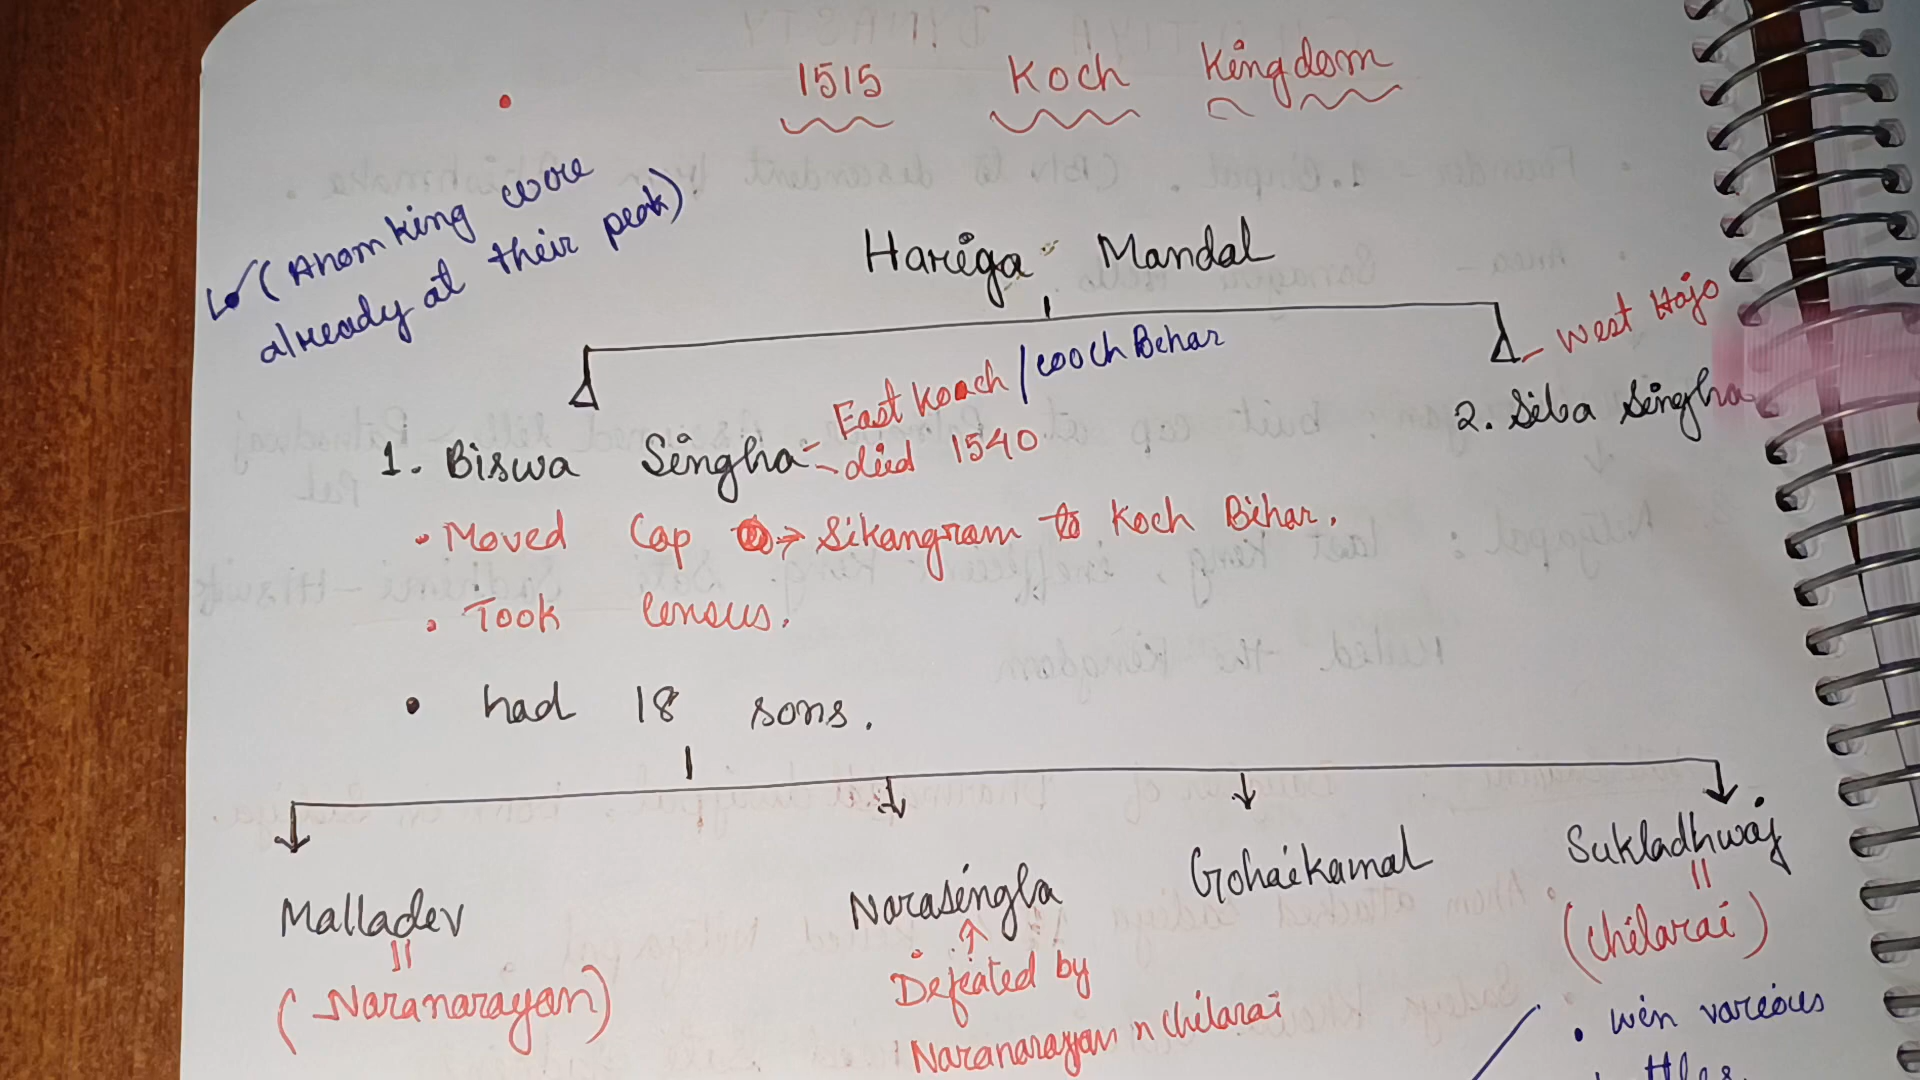 1515 Koch Kingdom
(Ahom king were
already at their peak)
Hariga Mandal
West Hajo
East Koach / cooch Behar
2. Siba Singha
1. Biswa Singha - died 1540
• Moved Cap → Sikangram to Koch Bihar.
• Took Census.
• had 18 sons.
Malladev Narasingha Gohaikamal Sukladhwaj
(Naranarayan) Defeated by (Chilarai)
Naranarayan n Chilarai
• win various